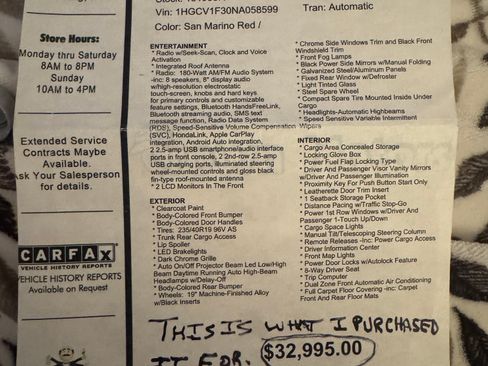 Tran: Automatic
Vin: 1HGCV1F30NA058599
Color: San Marino Red /
Store Hours:
Monday thru Saturday
8AM to 8PM
Sunday
10AM to 4PM
Extended Service
Contracts Maybe
Available.
Ask Your Salesperson
for details.
CARFAX
VEHICLE HISTORY REPORTS
VEHICLE HISTORY REPORTS
Available on Request
ENTERTAINMENT
* Radio w/Seek-Scan, Clock and Voice
Activation
* Integrated Roof Antenna
* Radio: 180-Watt AM/FM Audio System
-inc: 8 speakers, 8" display audio
w/high-resolution electrostatic
touch-screen, knobs and hard keys
for primary controls and customizable
feature settings, Bluetooth HandsFreeLink,
Bluetooth streaming audio, SMS text
message function, Radio Data System
(RDS), Speed-Sensitive Volume Compensation
(SVC), HondaLink, Apple CarPlay
integration, Android Auto integration,
2 2.5-amp USB smartphone/audio interface
ports in front console, 2 2nd-row 2.5-amp
USB charging ports, illuminated steering
wheel-mounted controls and gloss black
fin-type roof-mounted antenna
* 2 LCD Monitors In The Front
EXTERIOR
* Clearcoat Paint
* Body-Colored Front Bumper
* Body-Colored Door Handles
* Tires: 235/40R19 96V AS
* Trunk Rear Cargo Access
* Lip Spoiler
* LED Brakelights
* Dark Chrome Grille
* Auto On/Off Projector Beam Led Low/High
Beam Daytime Running Auto High-Beam
Headlamps w/Delay-Off
* Body-Colored Rear Bumper
* Wheels: 19" Machine-Finished Alloy
w/Black Inserts
* Chrome Side Windows Trim and Black Front
Windshield Trim
* Front Fog Lamps
* Black Power Side Mirrors w/Manual Folding
* Galvanized Steel/Aluminum Panels
* Fixed Rear Window w/Defroster
* Light Tinted Glass
* Steel Spare Wheel
* Compact Spare Tire Mounted Inside Under
Cargo
* Headlights-Automatic Highbeams
* Speed Sensitive Variable Intermittent
Wipers
INTERIOR
* Cargo Area Concealed Storage
* Locking Glove Box
* Power Fuel Flap Locking Type
* Driver And Passenger Visor Vanity Mirrors
w/Driver And Passenger Illumination
* Proximity Key For Push Button Start Only
* Leatherette Door Trim Insert
* 1 Seatback Storage Pocket
* Distance Pacing w/Traffic Stop-Go
* Power 1st Row Windows w/Driver And
Passenger 1-Touch Up/Down
* Cargo Space Lights
* Manual Tilt/Telescoping Steering Column
* Remote Releases -Inc: Power Cargo Access
* Driver Information Center
* Front Map Lights
* Power Door Locks w/Autolock Feature
* 8-Way Driver Seat
* Trip Computer
* Dual Zone Front Automatic Air Conditioning
* Full Carpet Floor Covering -inc: Carpet
Front And Rear Floor Mats
THIS IS WHAT I PURCHASED
IT FOR. $32,995.00